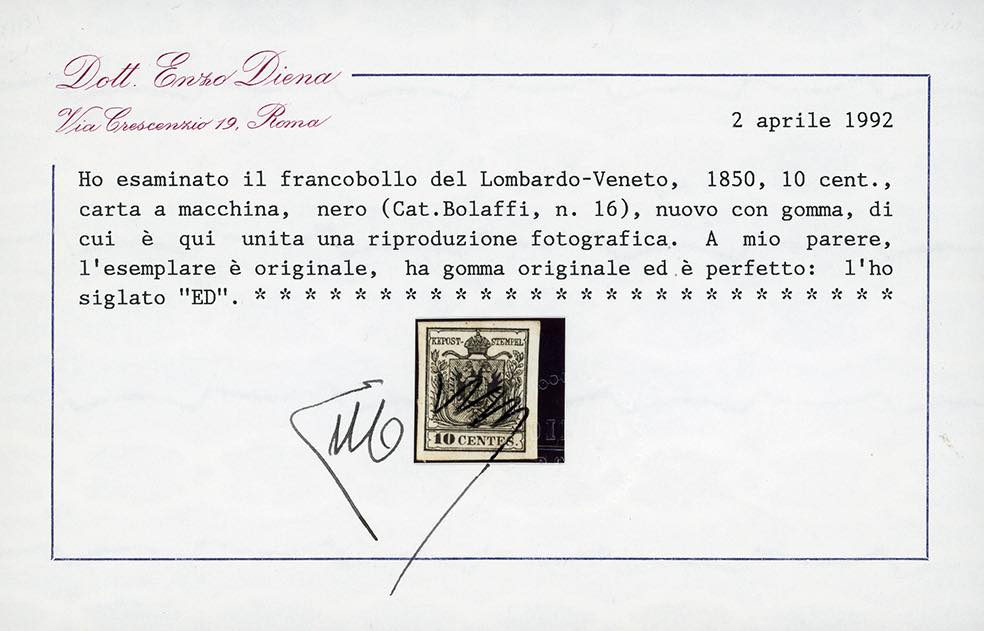 Dott. Enzo Diena
Via Crescenzio 19, Roma
2 aprile 1992
Ho esaminato il francobollo del Lombardo-Veneto, 1850, 10 cent.,
carta a macchina, nero (Cat.Bolaffi, n. 16), nuovo con gomma, di
cui è qui unita una riproduzione fotografica. A mio parere,
l'esemplare è originale, ha gomma originale ed è perfetto: l'ho
siglato "ED". * * * * * * * * * * * * * * * * * * * * * * * * * *
KEPOST-STEMPEL
10 CENTES.